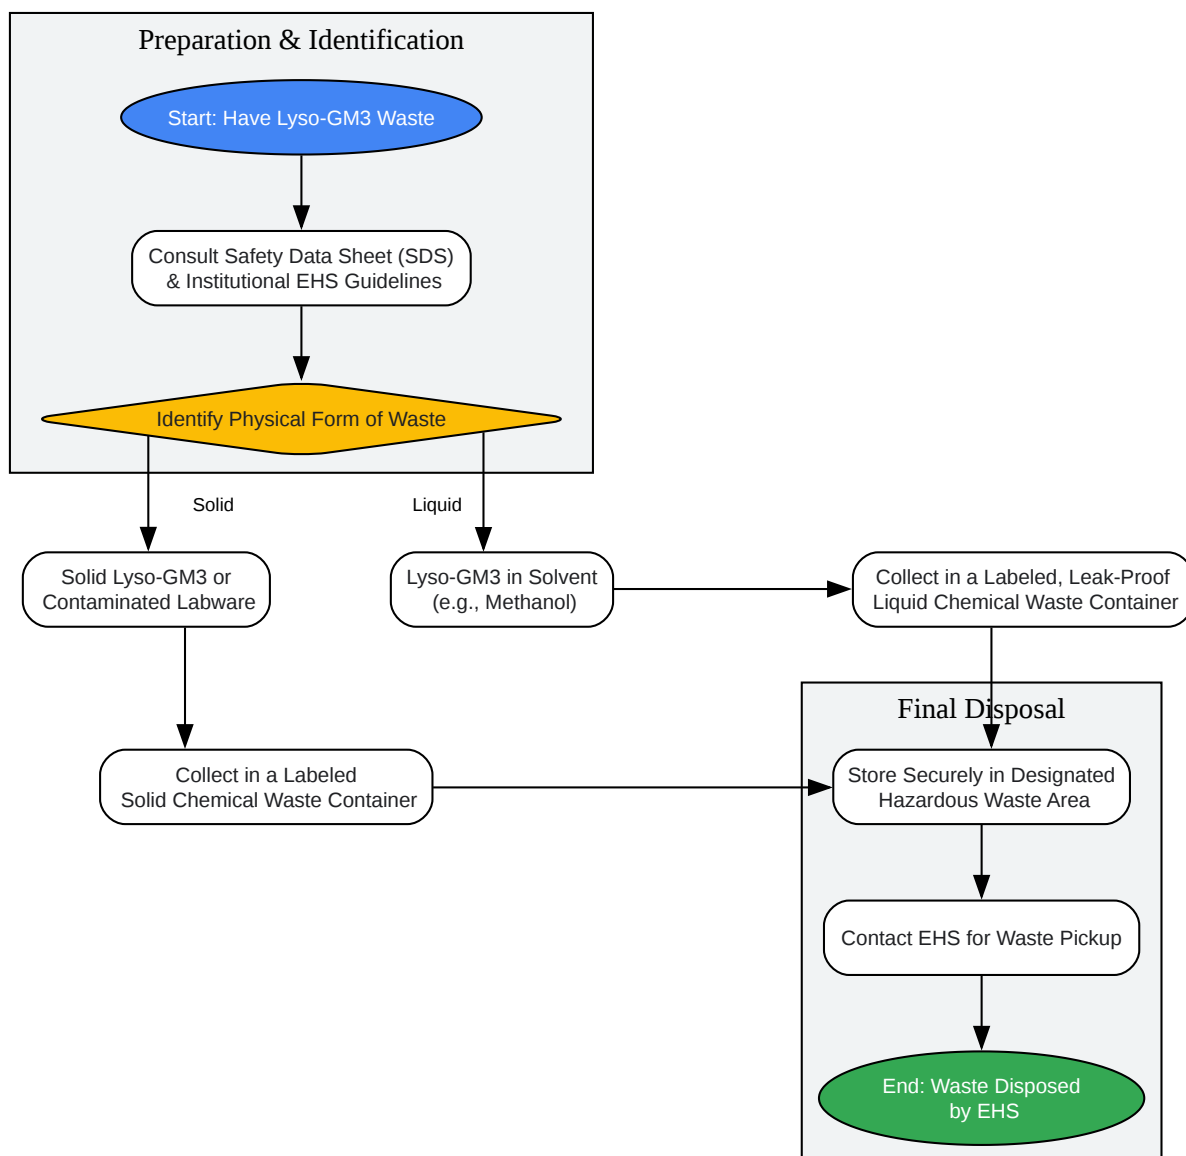 Preparation & Identification
Start: Have Lyso-GM3 Waste
Consult Safety Data Sheet (SDS)
& Institutional EHS Guidelines
Identify Physical Form of Waste
Solid
Liquid
Solid Lyso-GM3 or
Contaminated Labware
Lyso-GM3 in Solvent
(e.g., Methanol)
Collect in a Labeled, Leak-Proof
Liquid Chemical Waste Container
Collect in a Labeled
Solid Chemical Waste Container
Final Disposal
Store Securely in Designated
Hazardous Waste Area
Contact EHS for Waste Pickup
End: Waste Disposed
by EHS